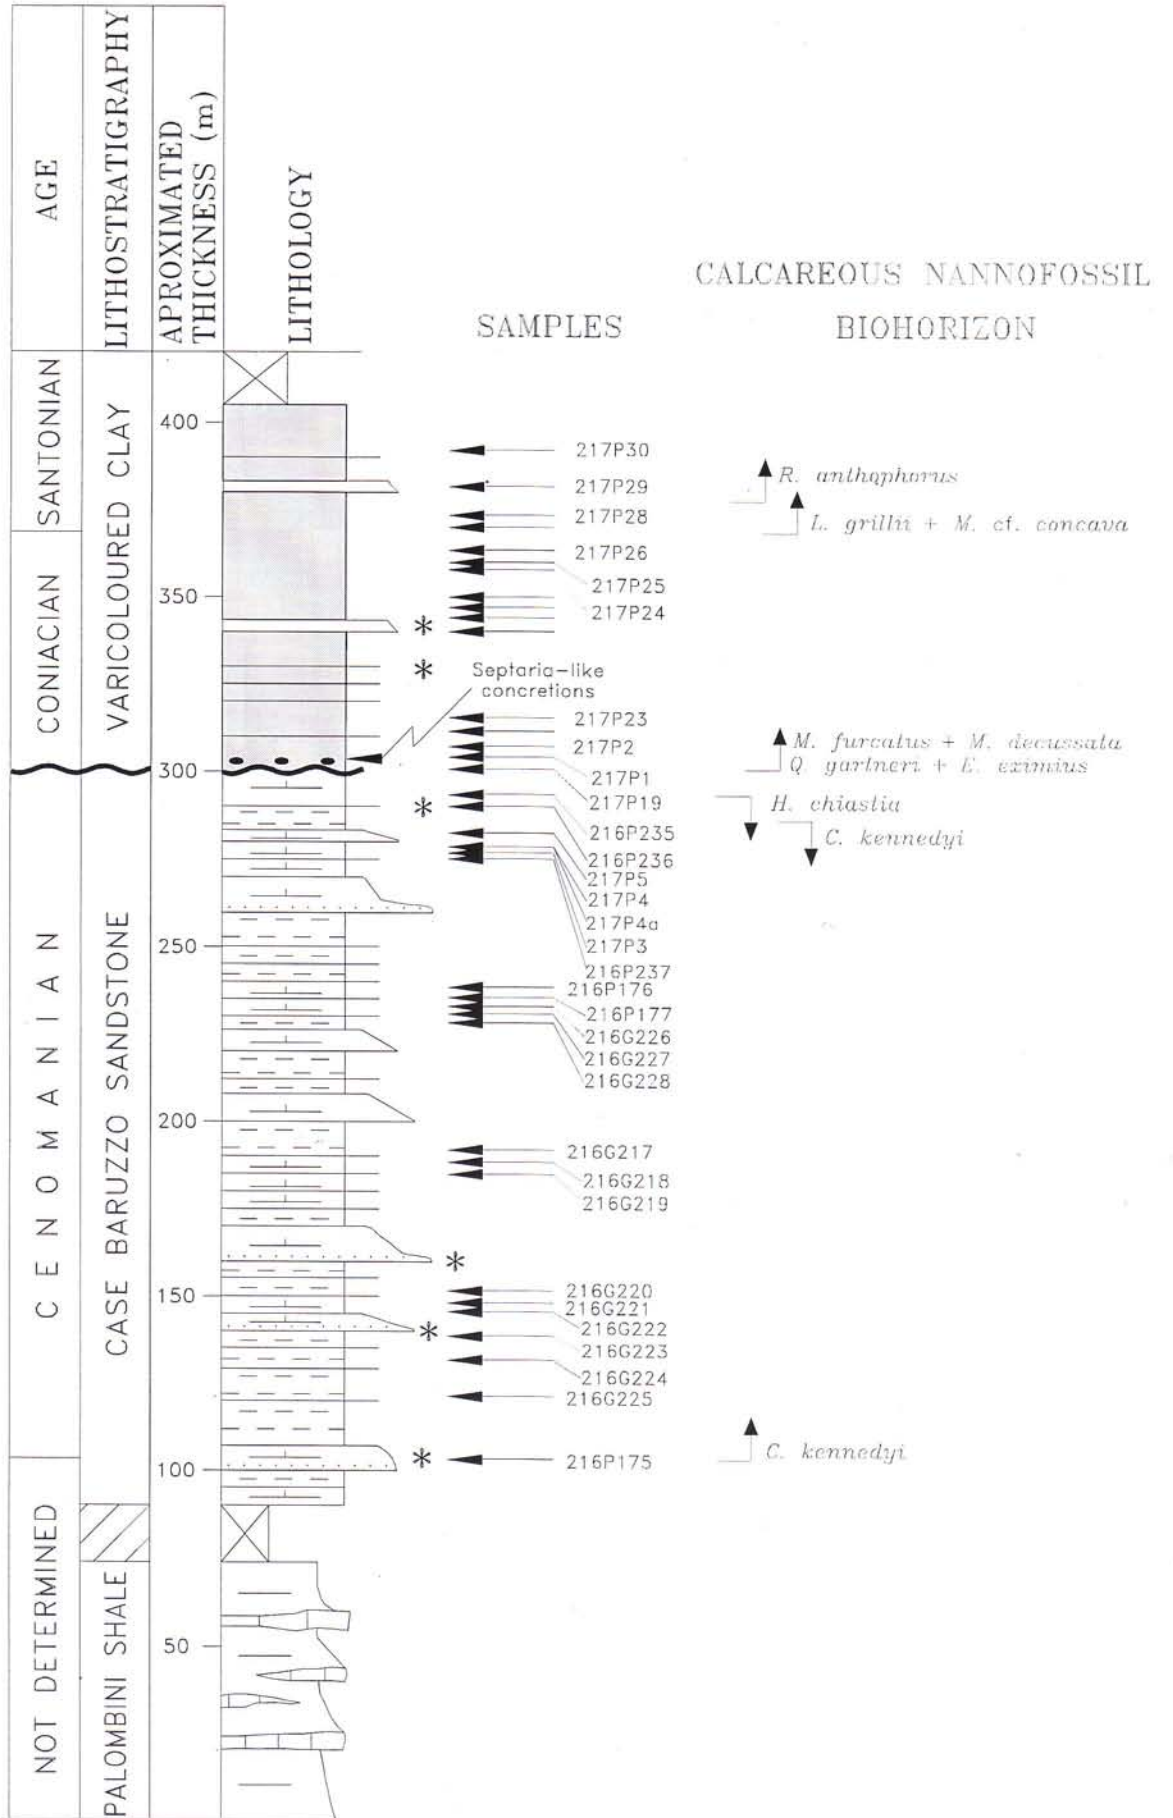 AGE
LITHOSTRATIGRAPHY
APROXIMATED
THICKNESS (m)
LITHOLOGY
SAMPLES
CALCAREOUS NANNOFOSSIL
BIOHORIZON
SANTONIAN
CONIACIAN
CENOMANIAN
NOT DETERMINED
VARICOLOURED CLAY
CASE BARUZZO SANDSTONE
PALOMBINI SHALE
400
350
300
250
200
150
100
50
*
*
*
*
*
*
Septaria-like
concretions
217P30
217P29
217P28
217P26
217P25
217P24
217P23
217P2
217P1
217P19
216P235
216P236
217P5
217P4
217P4a
217P3
216P237
216P176
216P177
216G226
216G227
216G228
216G217
216G218
216G219
216G220
216G221
216G222
216G223
216G224
216G225
216P175
R. anthophorus
L. grillii + M. cf. concava
M. furcatus + M. decussata
Q. gartneri + E. eximius
H. chiastia
C. kennedyi
C. kennedyi